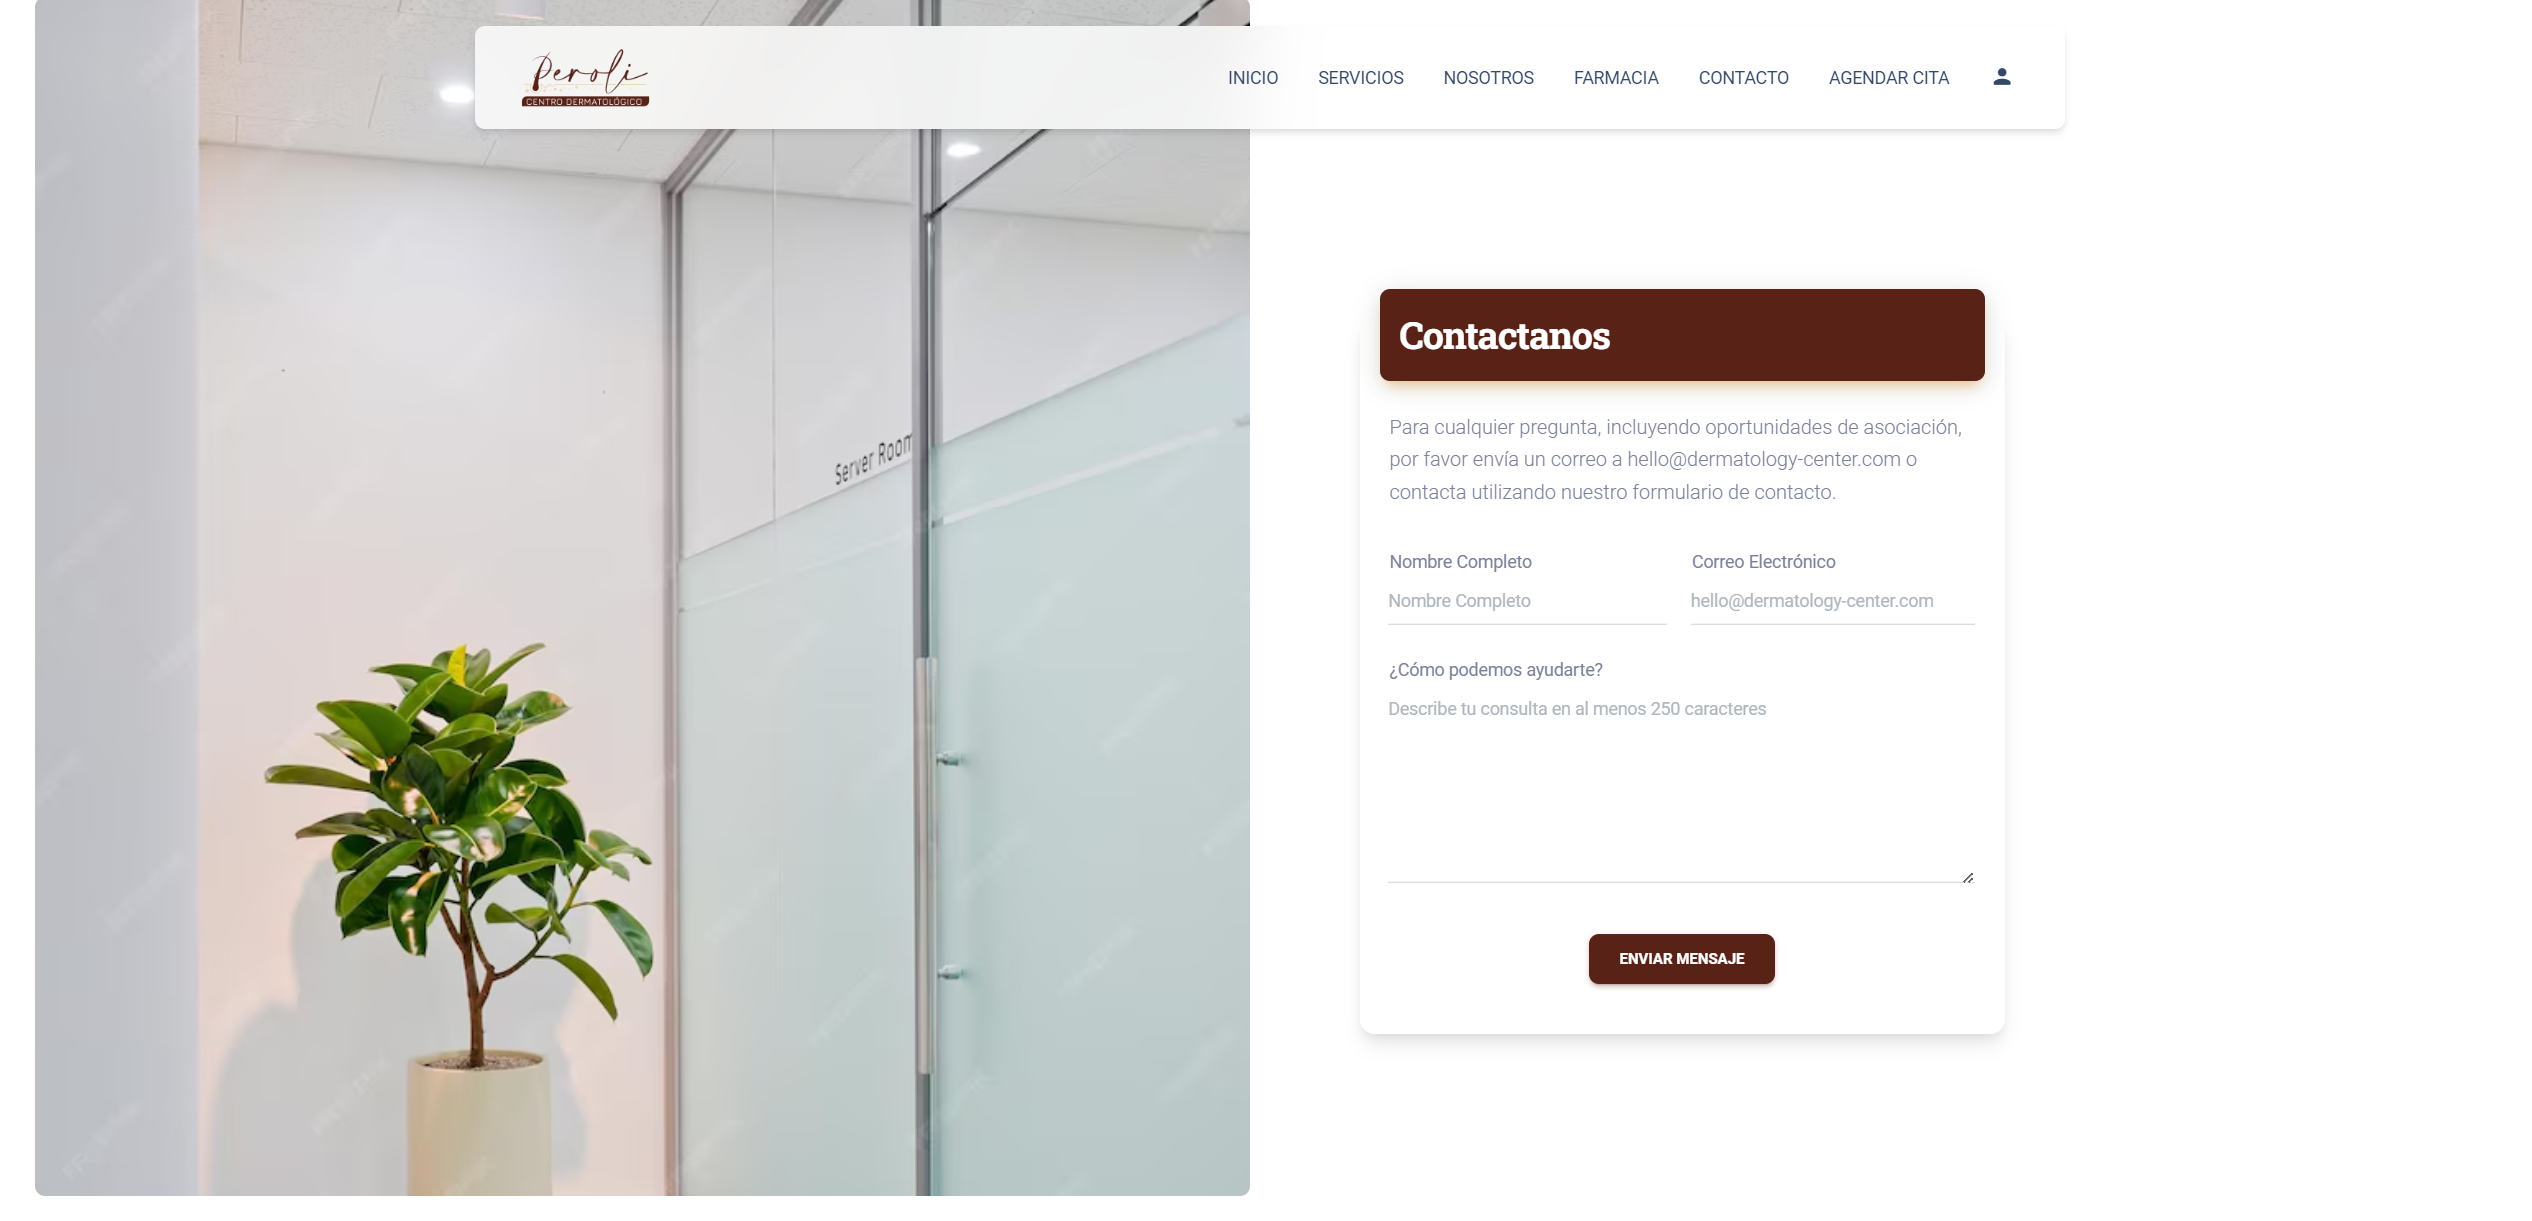 Peroli
CENTRO DERMATOLÓGICO
INICIO SERVICIOS NOSOTROS FARMACIA CONTACTO AGENDAR CITA
Server Room
Contactanos
Para cualquier pregunta, incluyendo oportunidades de asociación,
por favor envía un correo a hello@dermatology-center.com o
contacta utilizando nuestro formulario de contacto.
Nombre Completo Correo Electrónico
Nombre Completo hello@dermatology-center.com
¿Cómo podemos ayudarte?
Describe tu consulta en al menos 250 caracteres
ENVIAR MENSAJE